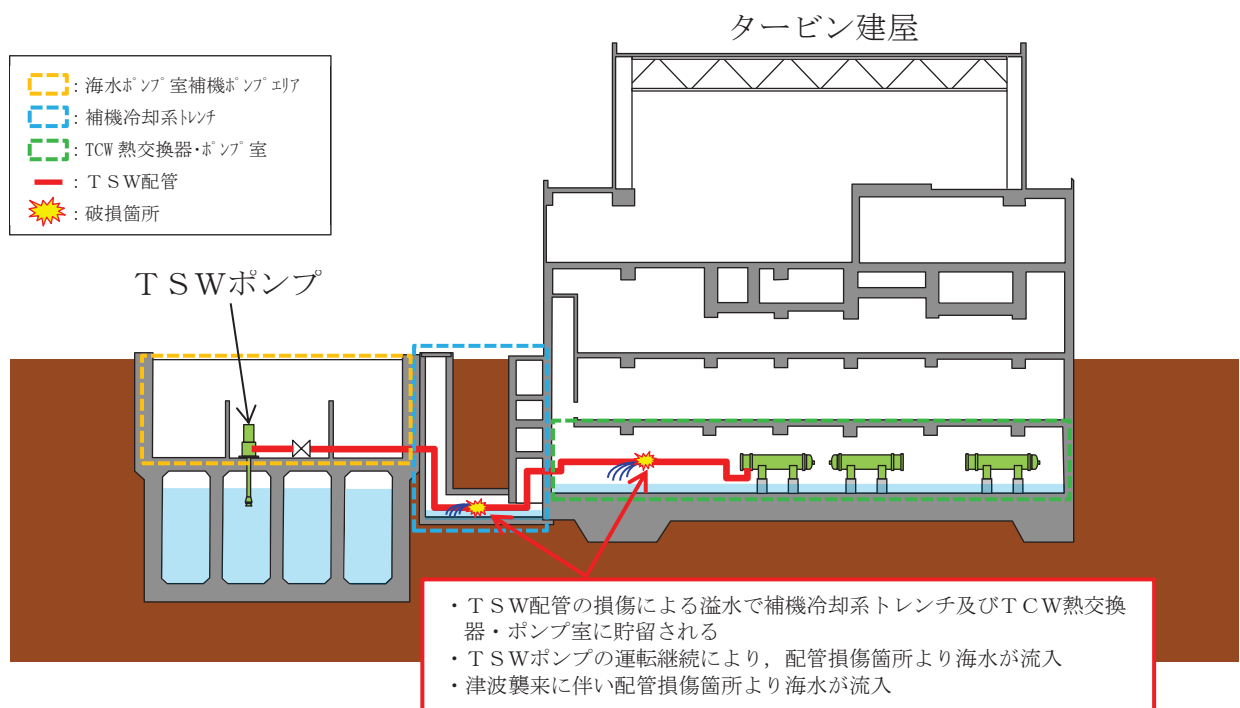 タービン建屋
：海水ﾎﾟﾝﾌﾟ室補機ﾎﾟﾝﾌﾟｴﾘｱ
：補機冷却系ﾄﾚﾝﾁ
：TCW 熱交換器・ﾎﾟﾝﾌﾟ室
：ＴＳＷ配管
：破損箇所
ＴＳＷポンプ
・ＴＳＷ配管の損傷による溢水で補機冷却系トレンチ及びＴＣＷ熱交換
器・ポンプ室に貯留される
・ＴＳＷポンプの運転継続により，配管損傷箇所より海水が流入
・津波襲来に伴い配管損傷箇所より海水が流入